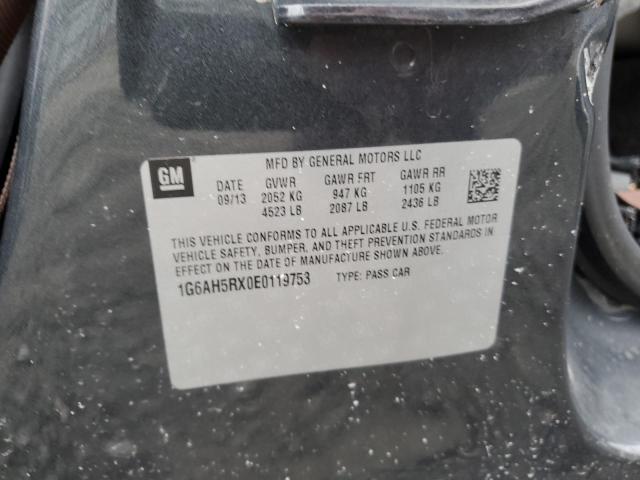 MFD BY GENERAL MOTORS LLC
GM DATE GVWR GAWR FRT GAWR RR
09/13 2052 KG 947 KG 1105 KG
4523 LB 2087 LB 2436 LB
THIS VEHICLE CONFORMS TO ALL APPLICABLE U.S. FEDERAL MOTOR
VEHICLE SAFETY, BUMPER, AND THEFT PREVENTION STANDARDS IN
EFFECT ON THE DATE OF MANUFACTURE SHOWN ABOVE.
1G6AH5RX0E0119753 TYPE: PASS CAR